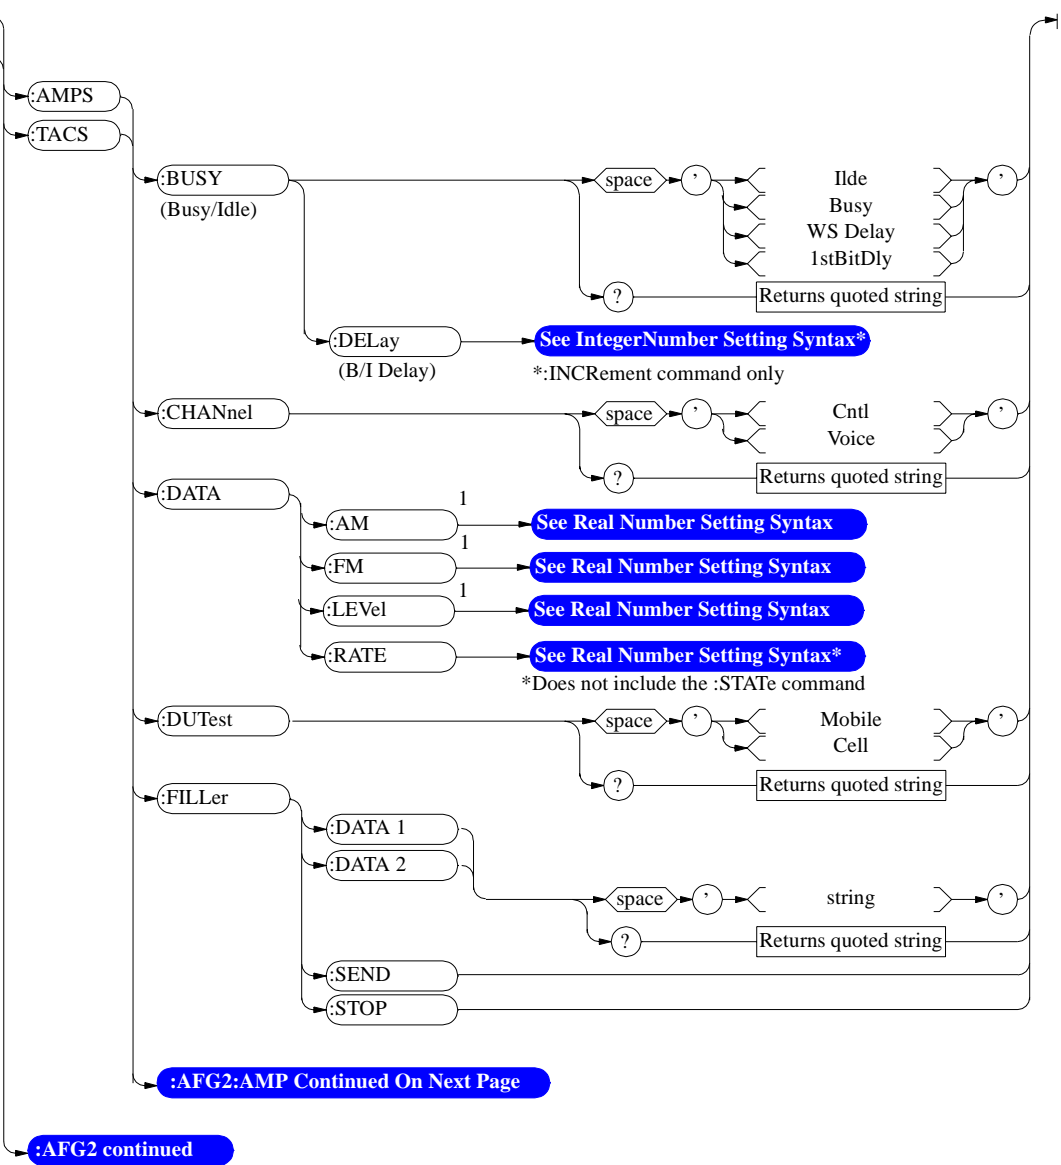 :AMPS
:TACS
:BUSY
(Busy/Idle)
space ’ Ilde ’
Busy
WS Delay
1stBitDly
? Returns quoted string
:DELay
(B/I Delay)
See IntegerNumber Setting Syntax*
*:INCRement command only
:CHANnel
space ’ Cntl ’
Voice
? Returns quoted string
:DATA
:AM 1 See Real Number Setting Syntax
:FM 1 See Real Number Setting Syntax
:LEVel 1 See Real Number Setting Syntax
:RATE See Real Number Setting Syntax*
*Does not include the :STATe command
:DUTest
space ’ Mobile ’
Cell
? Returns quoted string
:FILLer
:DATA 1
:DATA 2
space ’ string ’
? Returns quoted string
:SEND
:STOP
:AFG2:AMP Continued On Next Page
:AFG2 continued